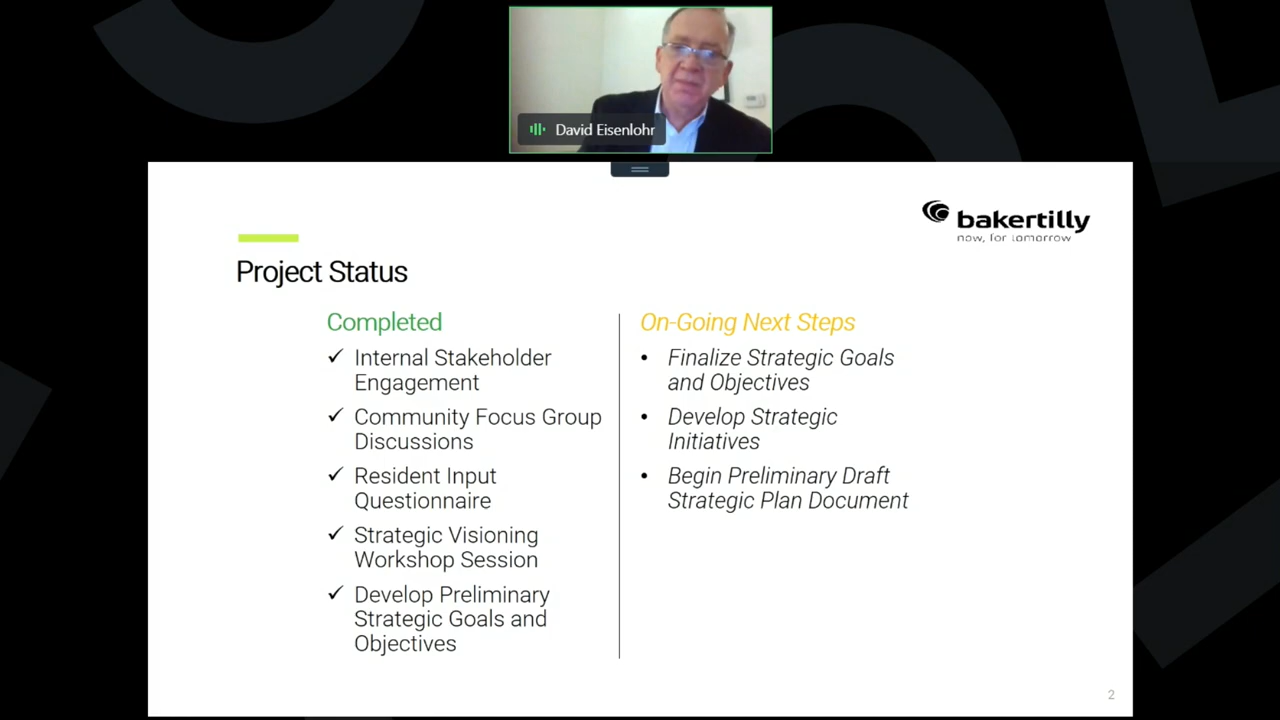 David Eisenlohr
bakertilly
now, for tomorrow
Project Status
Completed
✓ Internal Stakeholder
Engagement
✓ Community Focus Group
Discussions
✓ Resident Input
Questionnaire
✓ Strategic Visioning
Workshop Session
✓ Develop Preliminary
Strategic Goals and
Objectives
On-Going Next Steps
• Finalize Strategic Goals
and Objectives
• Develop Strategic
Initiatives
• Begin Preliminary Draft
Strategic Plan Document
2